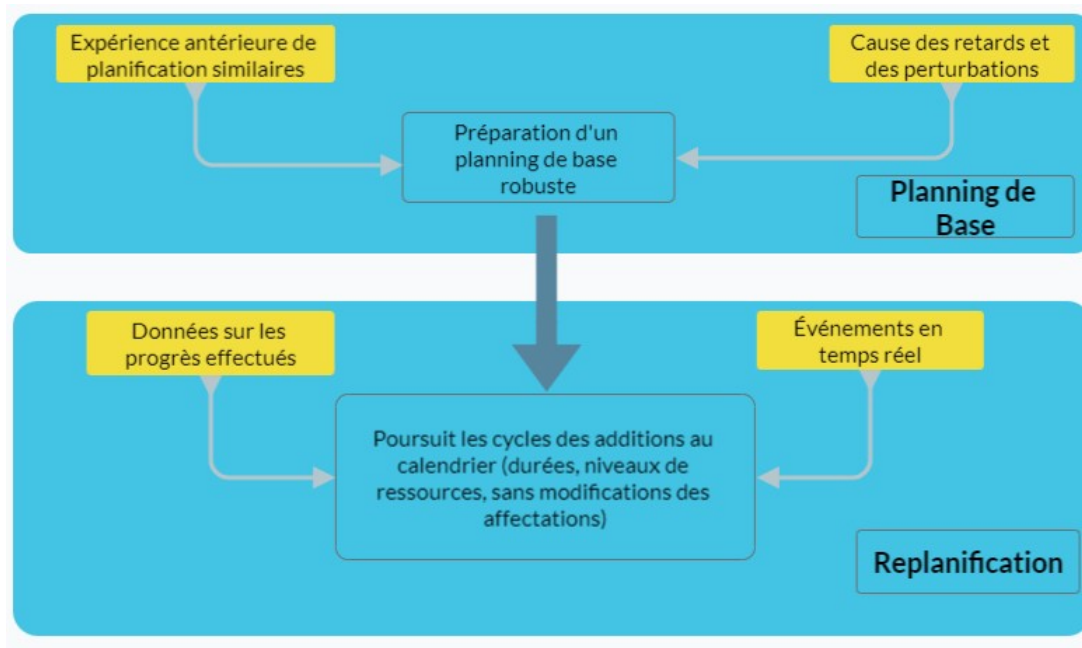 Expérience antérieure de
planification similaires
Cause des retards et
des perturbations
Préparation d'un
planning de base
robuste
Planning de
Base
Données sur les
progrès effectués
Événements en
temps réel
Poursuit les cycles des additions au
calendrier (durées, niveaux de
ressources, sans modifications des
affectations)
Replanification